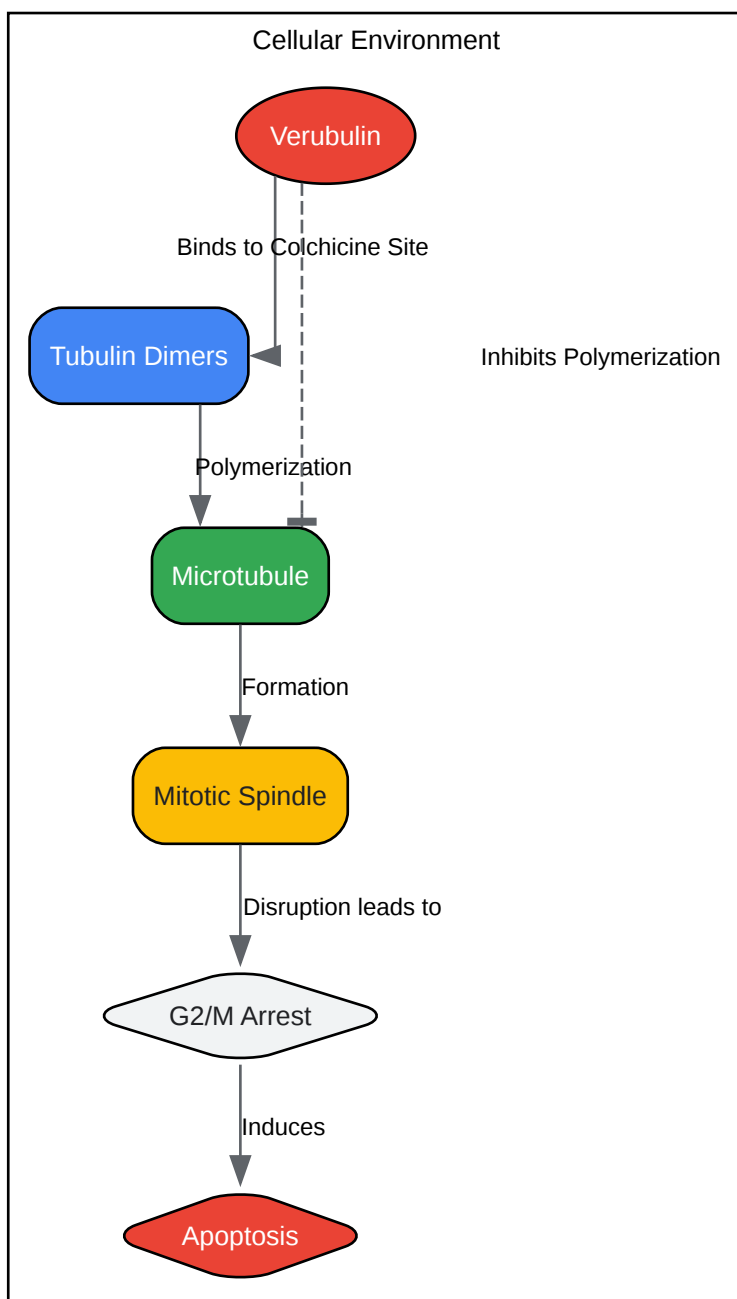 Cellular Environment
Verubulin
Binds to Colchicine Site
Tubulin Dimers
Inhibits Polymerization
Polymerization
Microtubule
Formation
Mitotic Spindle
Disruption leads to
G2/M Arrest
Induces
Apoptosis